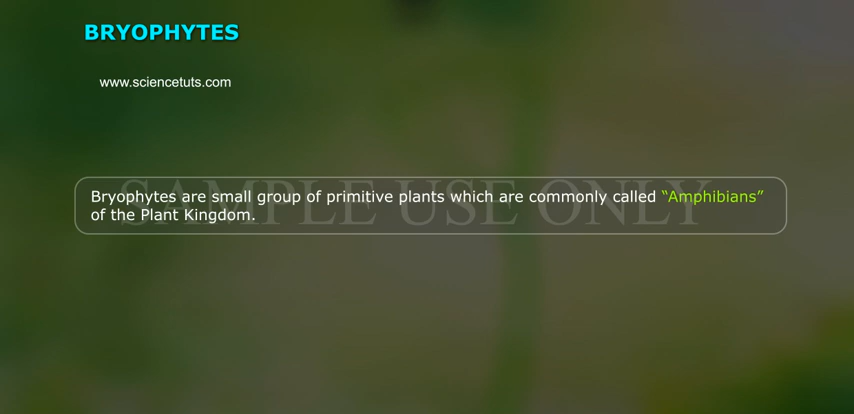 BRYOPHYTES
www.sciencetuts.com
SAMPLE USE ONLY
Bryophytes are small group of primitive plants which are commonly called “Amphibians”
of the Plant Kingdom.